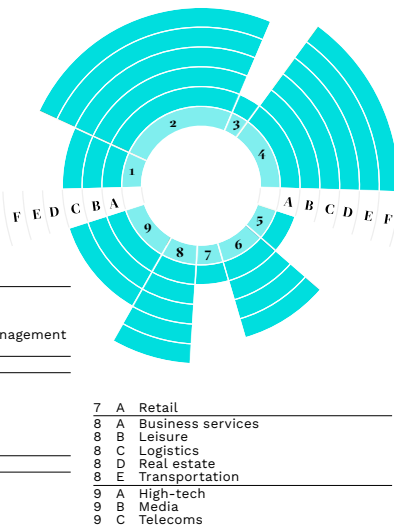 2
3
4
1
F E D C B A
A B C D E F
9
5
8
7
6
nagement
7 A Retail
8 A Business services
8 B Leisure
8 C Logistics
8 D Real estate
8 E Transportation
9 A High-tech
9 B Media
9 C Telecoms